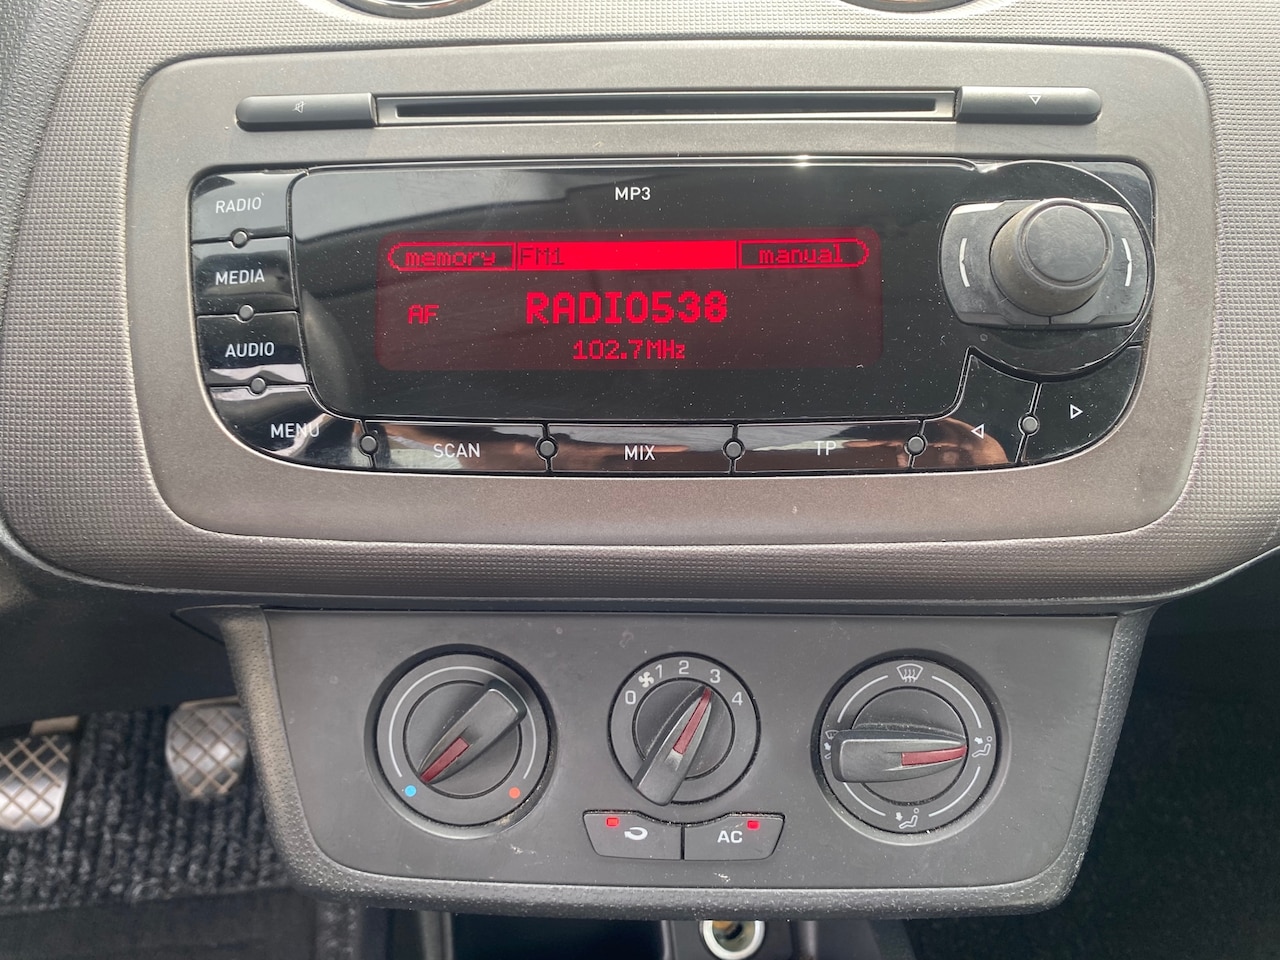 MP3
RADIO
memory FM1 manual
MEDIA
AF RADIO538
102.7MHz
AUDIO
MENU SCAN MIX TP
0 1 2 3 4
AC